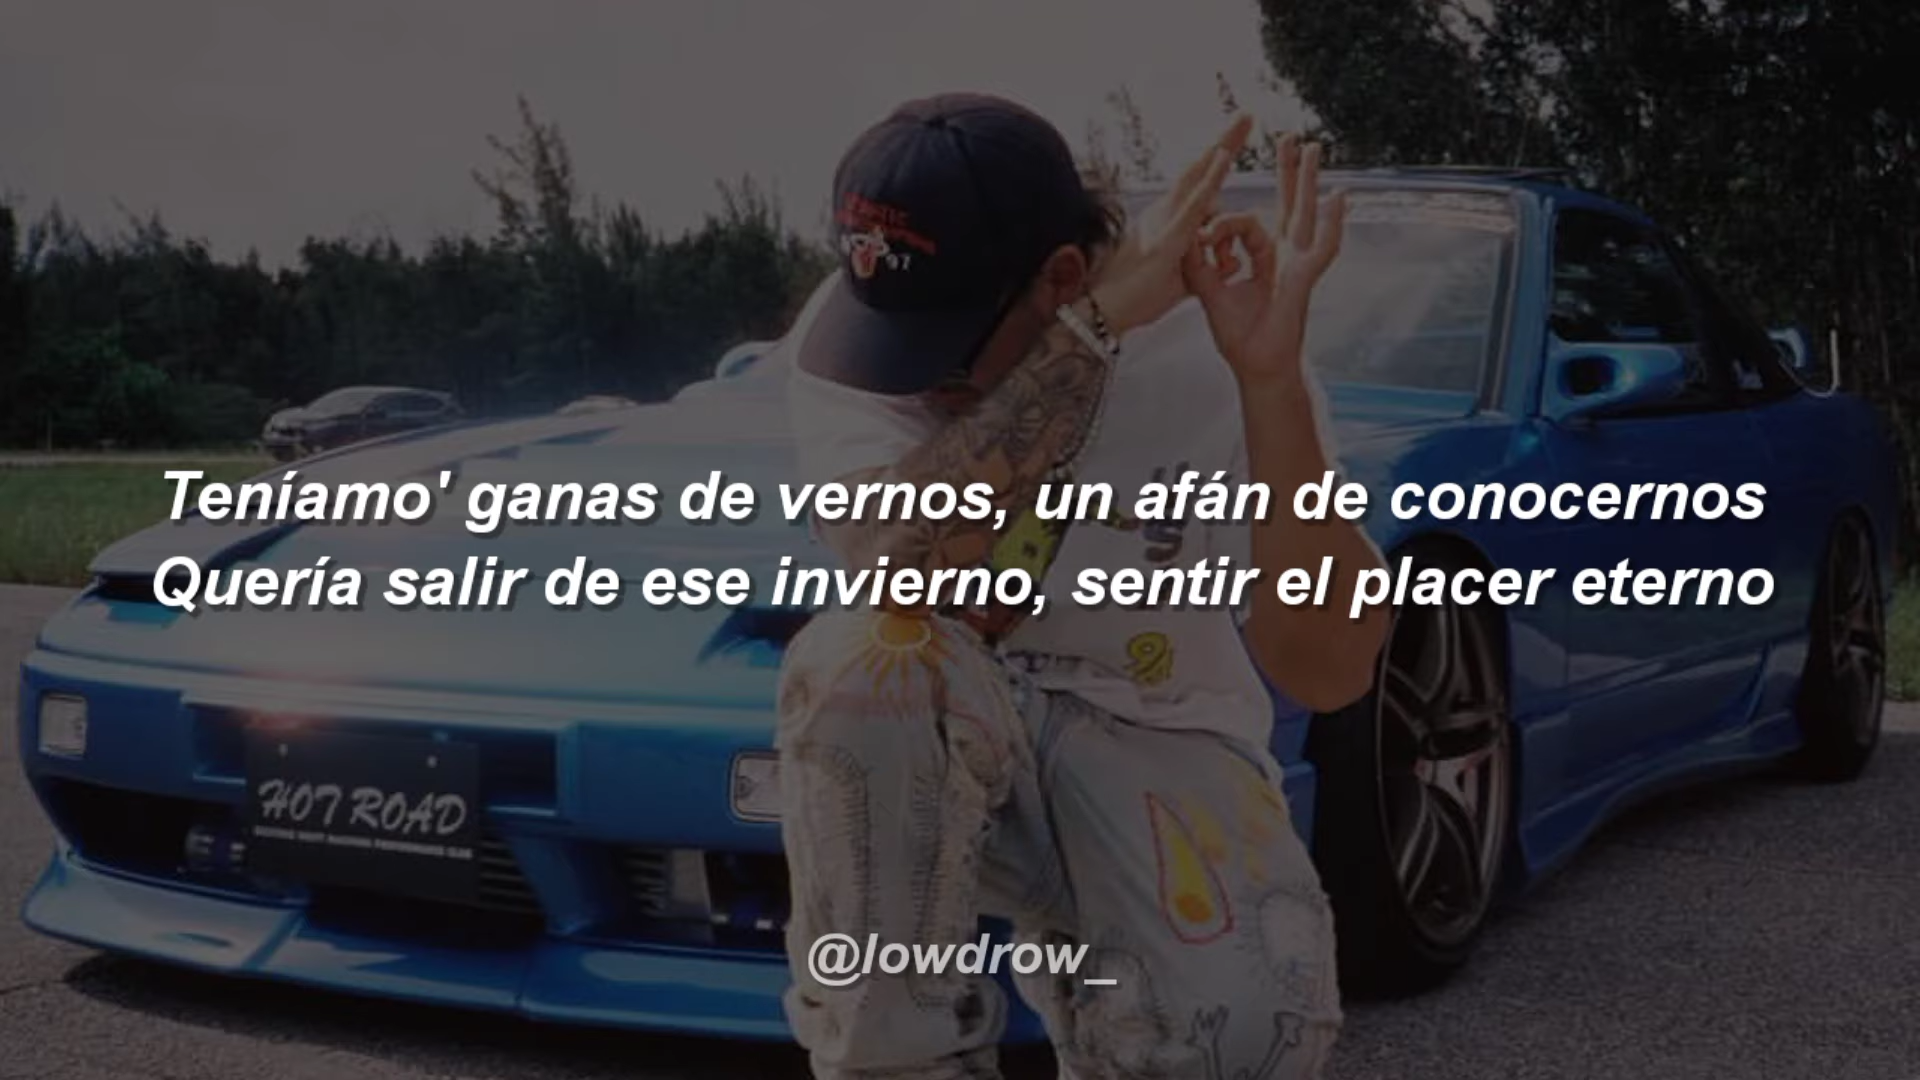 Teníamo' ganas de vernos, un afán de conocernos
Quería salir de ese invierno, sentir el placer eterno
HOT ROAD
@lowdrow_